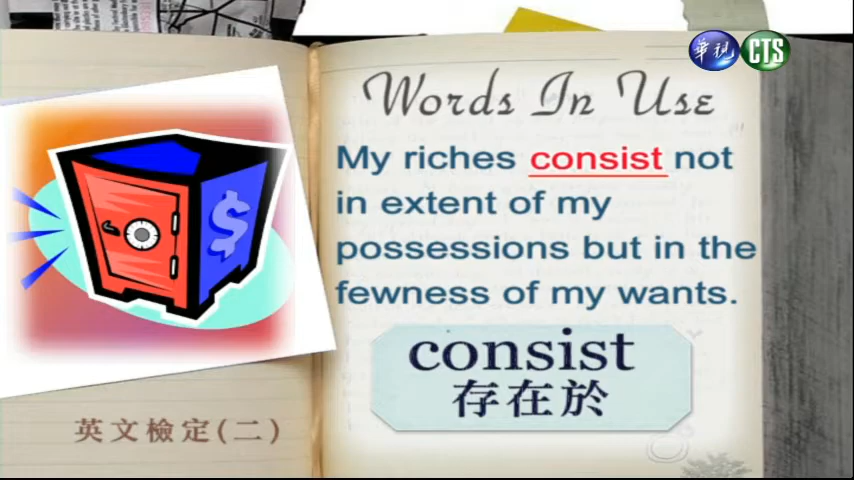 華視 CTS
Words In Use
My riches consist not
in extent of my
possessions but in the
fewness of my wants.
consist
存在於
英文檢定(二)
$